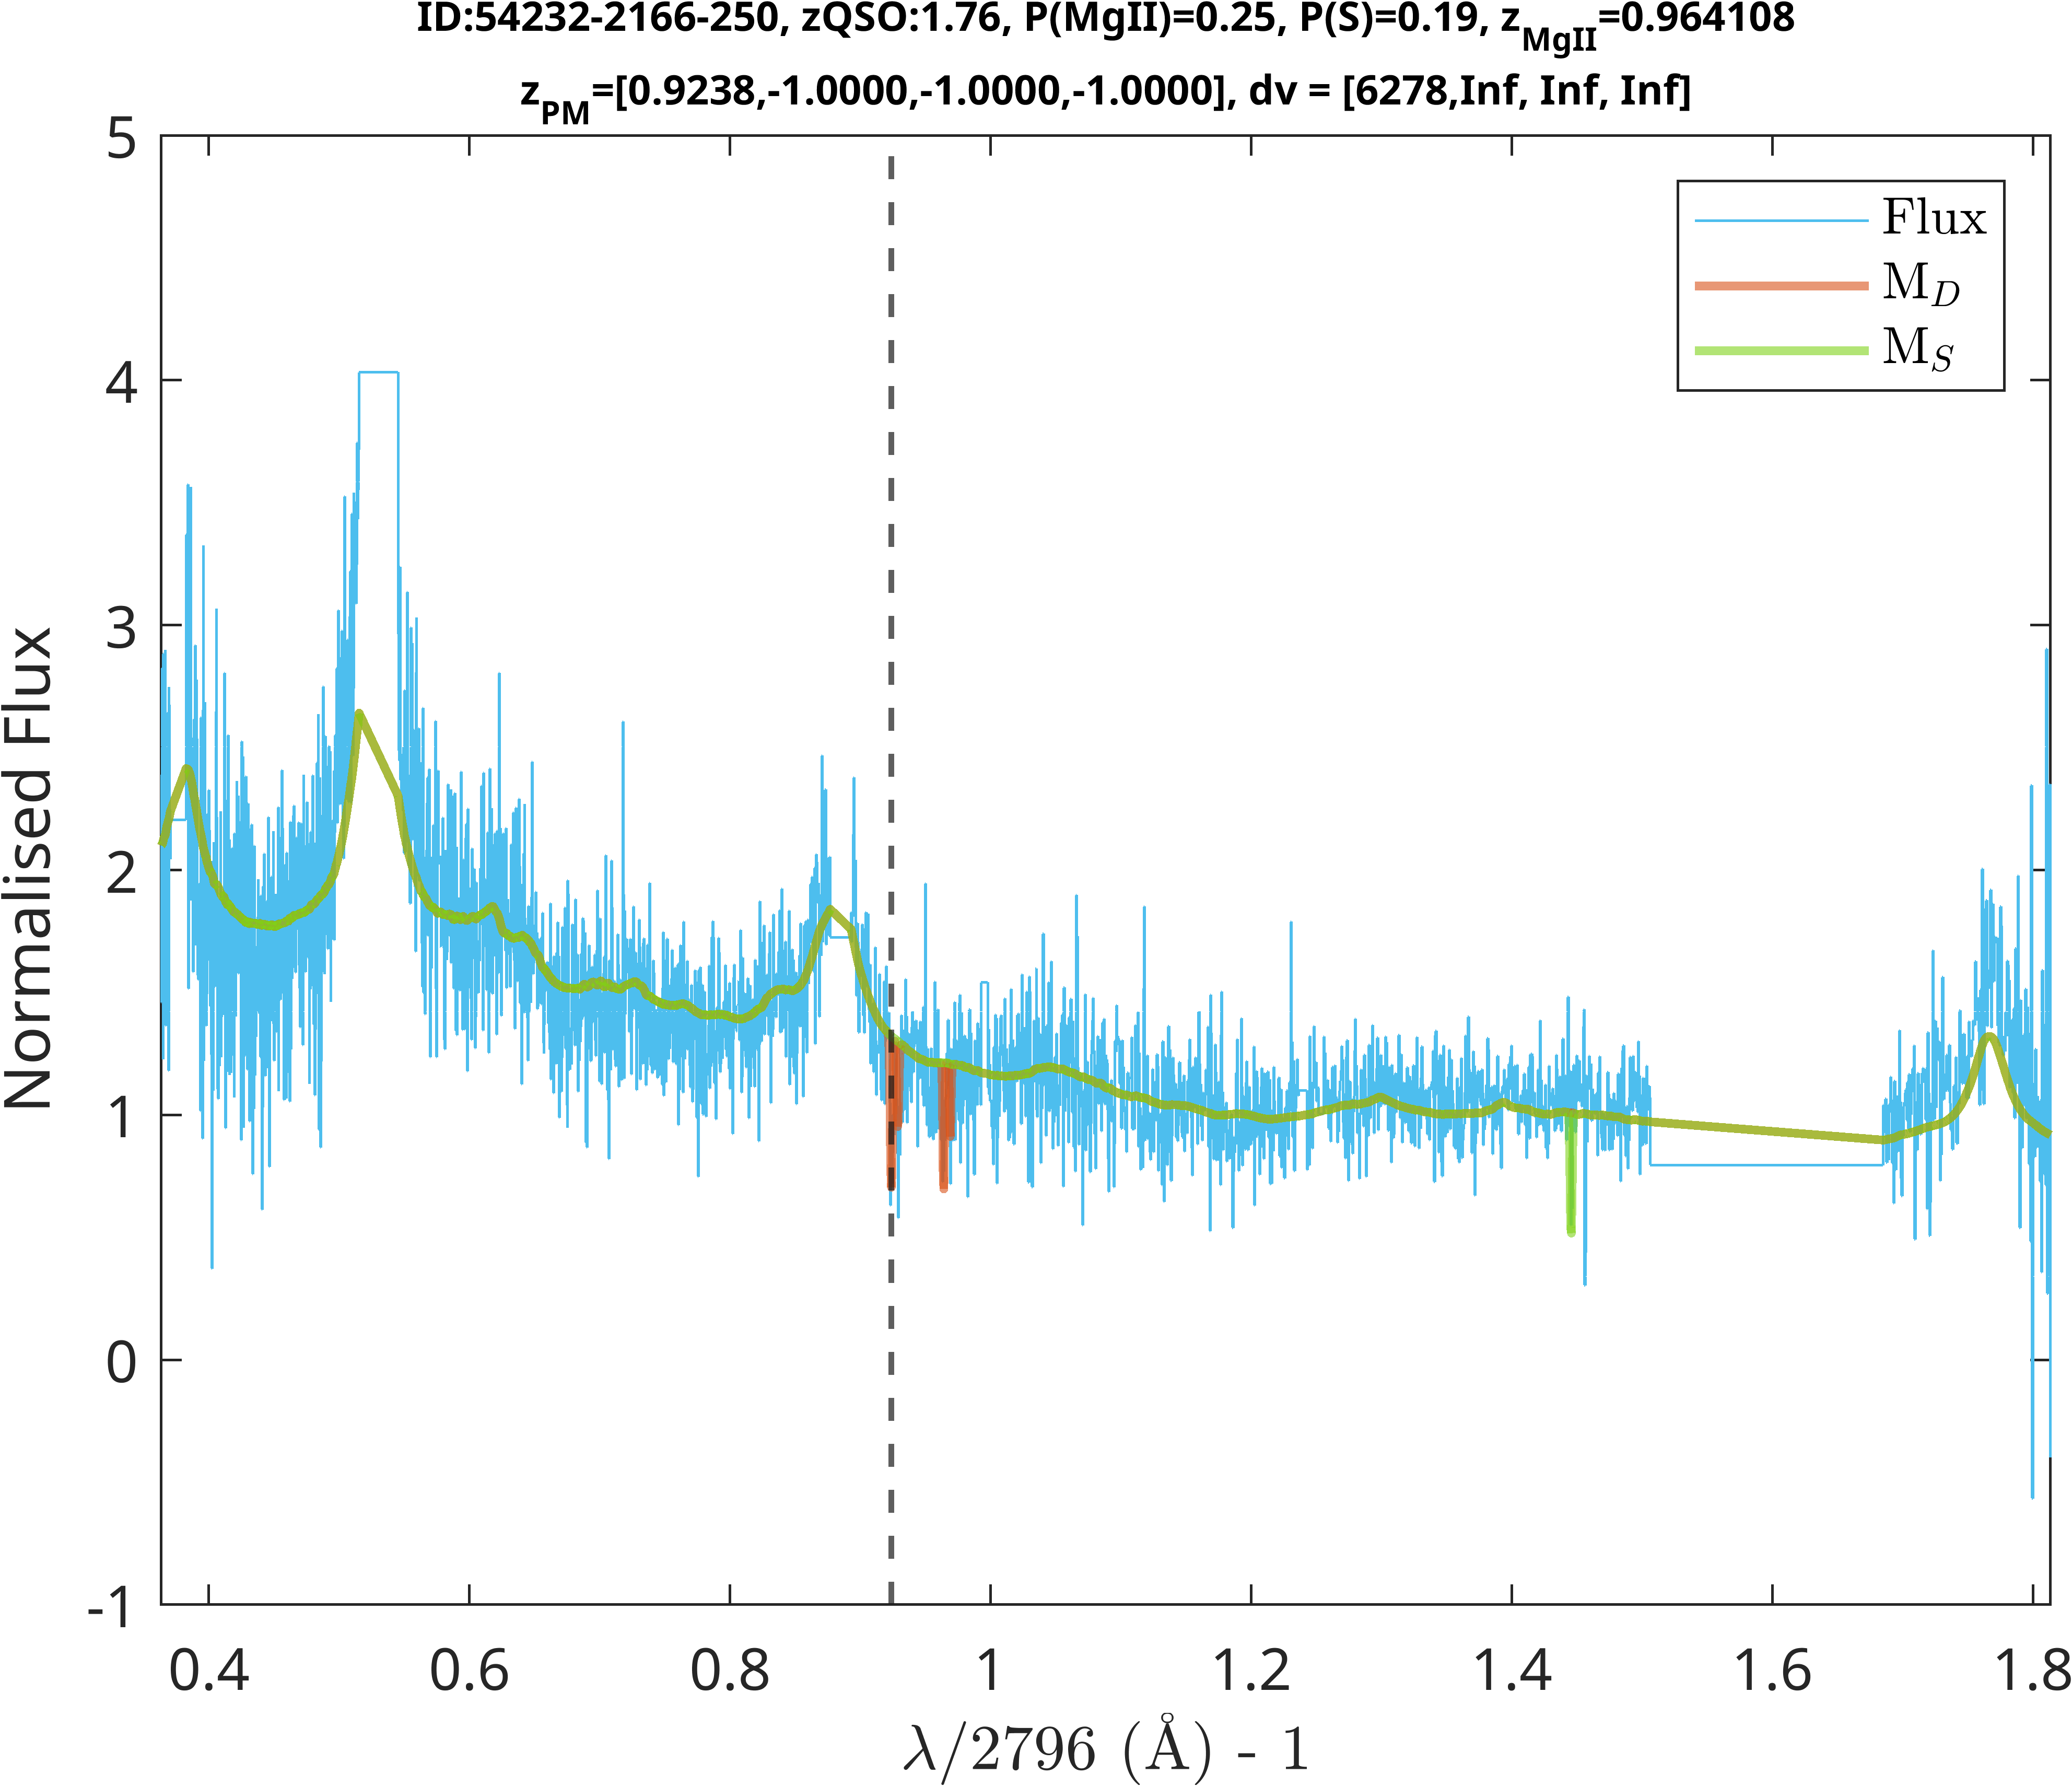 ID:54232-2166-250, zQSO:1.76, P(MgII)=0.25, P(S)=0.19, zMgII=0.964108
zPM=[0.9238,-1.0000,-1.0000,-1.0000], dv = [6278,Inf, Inf, Inf]
5
4
3
2
1
0
-1
Normalised Flux
Flux
MD
MS
0.4 0.6 0.8 1 1.2 1.4 1.6 1.8
λ/2796 (Å) - 1